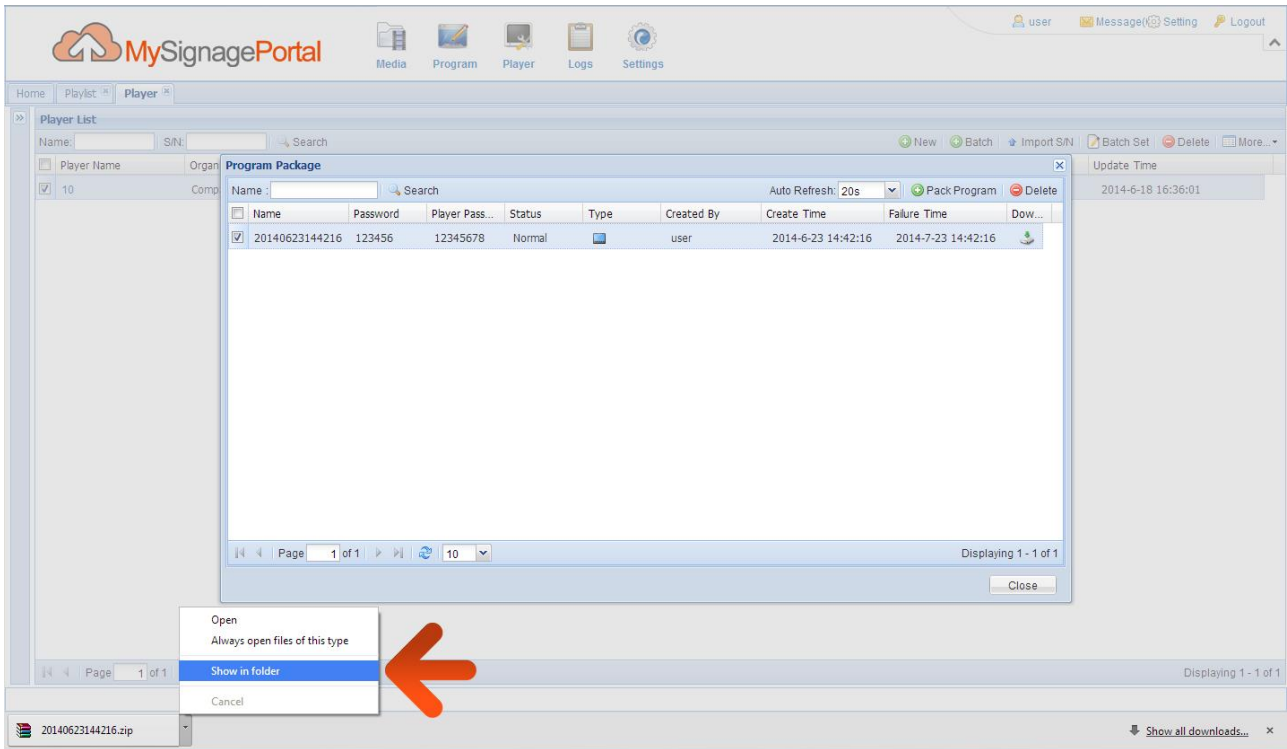 user Message(0) Setting Logout
MySignagePortal
Media Program Player Logs Settings
Home Playlist Player
Player List
Name: S/N: Search New Batch Import S/N Batch Set Delete More...
Player Name Organ Update Time
10 Comp 2014-6-18 16:36:01
Program Package
Name : Search Auto Refresh: 20s Pack Program Delete
Name Password Player Pass... Status Type Created By Create Time Failure Time Dow...
20140623144216 123456 12345678 Normal user 2014-6-23 14:42:16 2014-7-23 14:42:16
Page 1 of 1 10 Displaying 1 - 1 of 1
Close
Open
Always open files of this type
Show in folder
Cancel
Page 1 of 1 Displaying 1 - 1 of 1
20140623144216.zip Show all downloads...